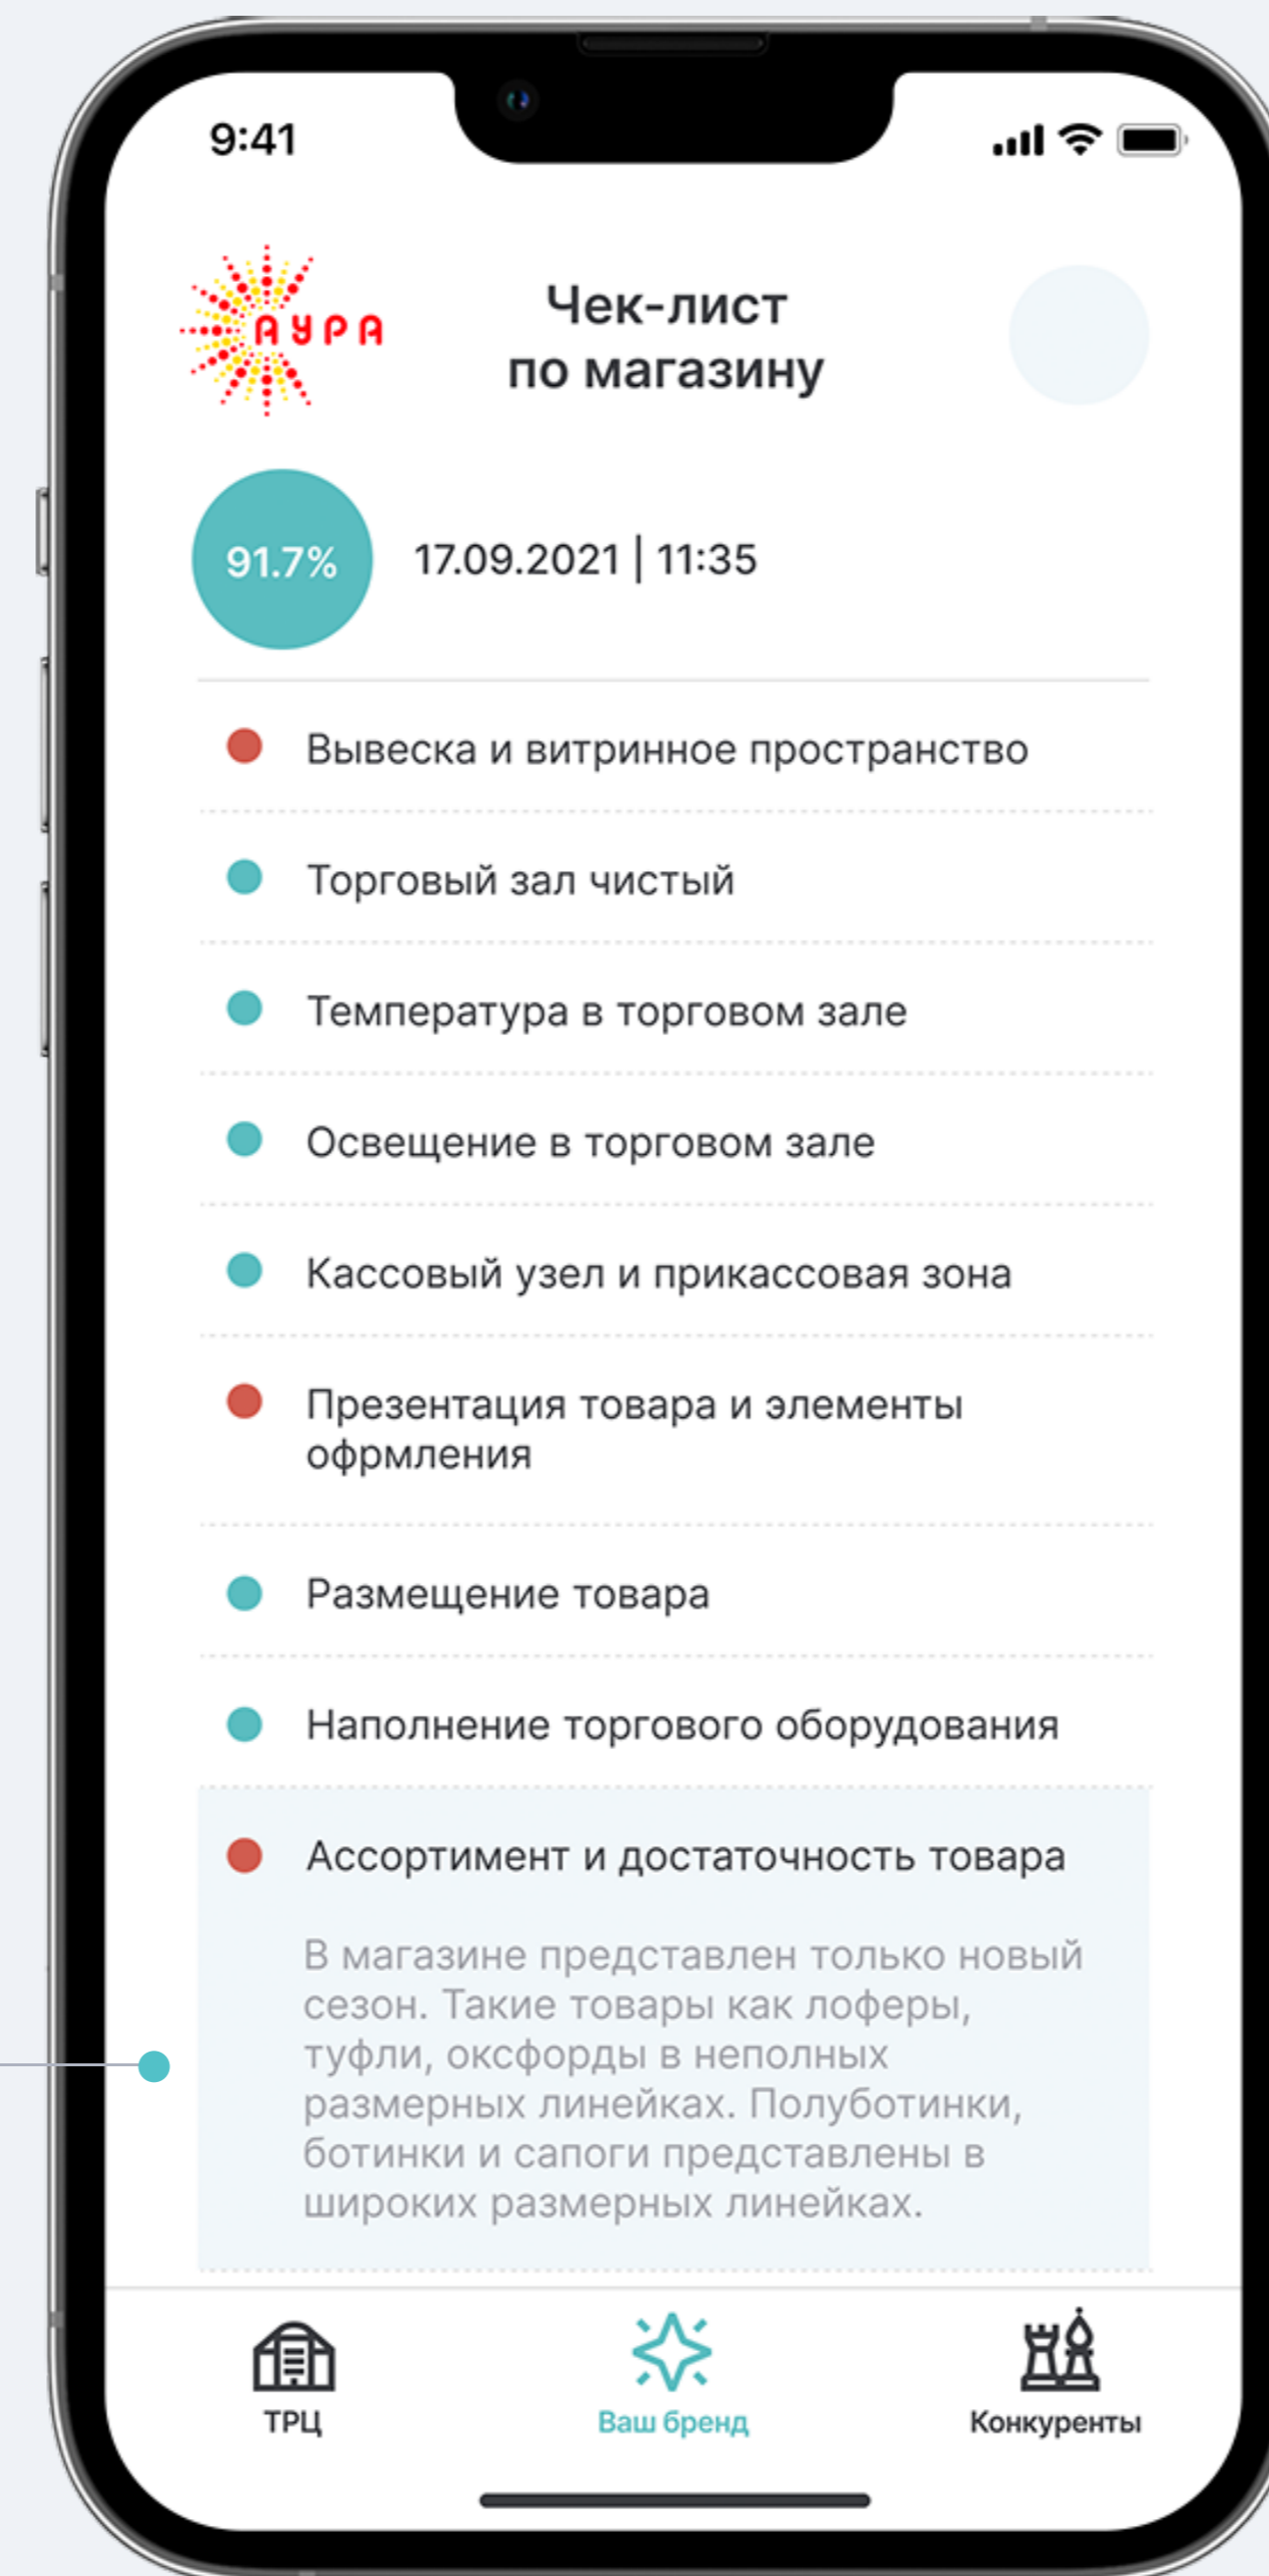 9:41
АУРА
Чек-лист
по магазину
91.7%
17.09.2021 | 11:35
Вывеска и витринное пространство
Торговый зал чистый
Температура в торговом зале
Освещение в торговом зале
Кассовый узел и прикассовая зона
Презентация товара и элементы
офрмления
Размещение товара
Наполнение торгового оборудования
Ассортимент и достаточность товара
В магазине представлен только новый
сезон. Такие товары как лоферы,
туфли, оксфорды в неполных
размерных линейках. Полуботинки,
ботинки и сапоги представлены в
широких размерных линейках.
ТРЦ
Ваш бренд
Конкуренты